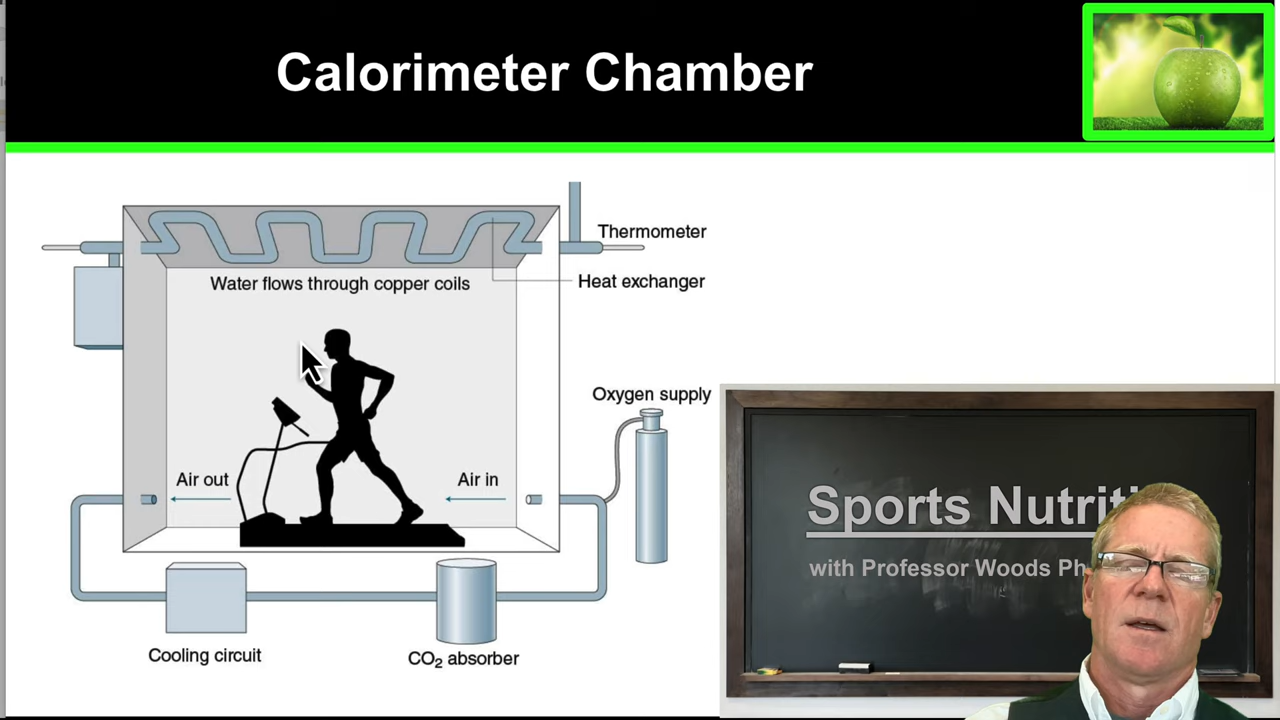 Calorimeter Chamber
Thermometer
Water flows through copper coils
Heat exchanger
Oxygen supply
Air out
Air in
Sports Nutriti
with Professor Woods Ph
Cooling circuit
CO₂ absorber